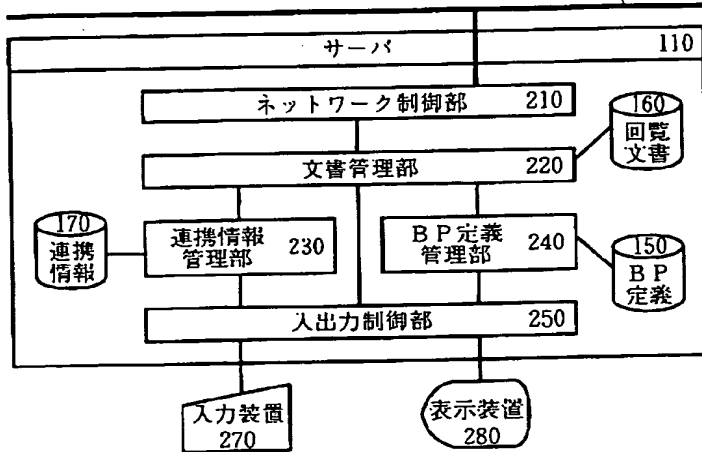 サーバ 110
ネットワーク制御部 210
160
回覧
文書
文書管理部 220
170
連携
情報
連携情報
管理部 230
BP定義
管理部 240
150
BP
定義
入出力制御部 250
入力装置
270
表示装置
280